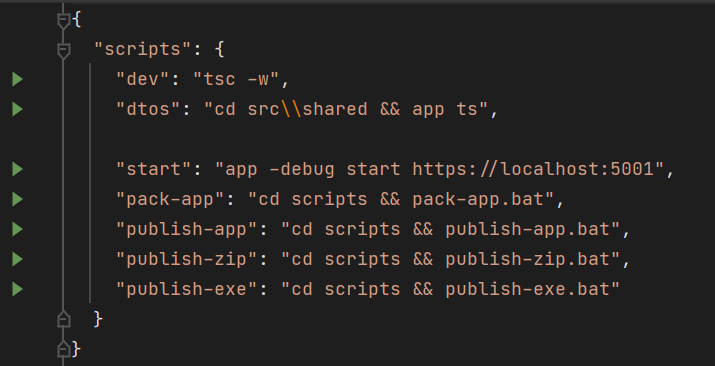 {
"scripts": {
"dev": "tsc -w",
"dtos": "cd src\\shared && app ts",
"start": "app -debug start https://localhost:5001",
"pack-app": "cd scripts && pack-app.bat",
"publish-app": "cd scripts && publish-app.bat",
"publish-zip": "cd scripts && publish-zip.bat",
"publish-exe": "cd scripts && publish-exe.bat"
}
}